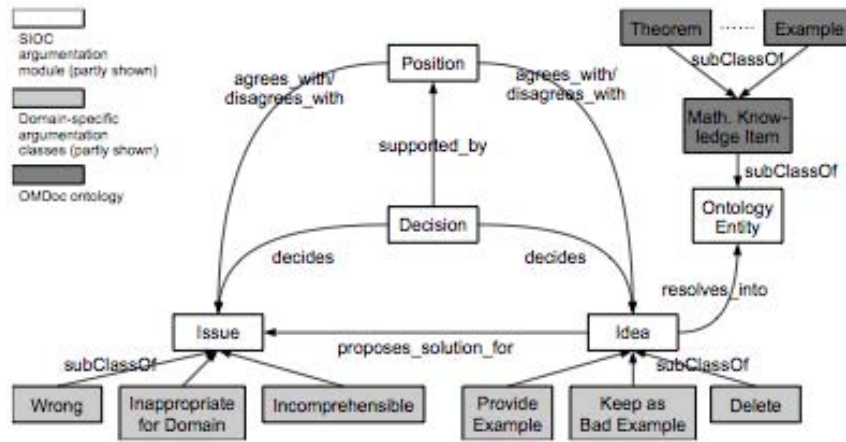 SIOC
argumentation
module (partly shown)
Domain-specific
argumentation
classes (partly shown)
OMDoc ontology
Position
agrees_with/
disagrees_with
agrees_with/
disagrees_with
supported_by
Decision
decides
decides
Theorem ...... Example
subClassOf
Math. Know-
ledge Item
subClassOf
Ontology
Entity
resolves_into
Issue
proposes_solution_for
Idea
subClassOf
subClassOf
Wrong
Inappropriate
for Domain
Incomprehensible
Provide
Example
Keep as
Bad Example
Delete